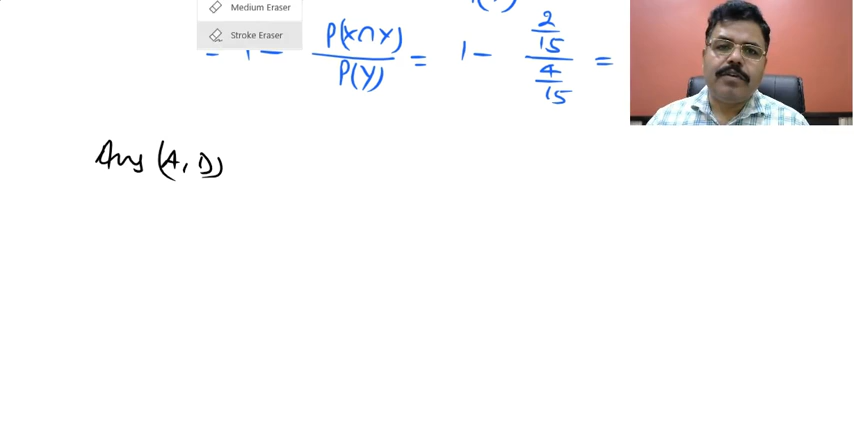 Medium Eraser
Stroke Eraser
= 1 - P(X∩Y)/P(Y) = 1 - (2/15)/(4/15) =
Ans (A, D)